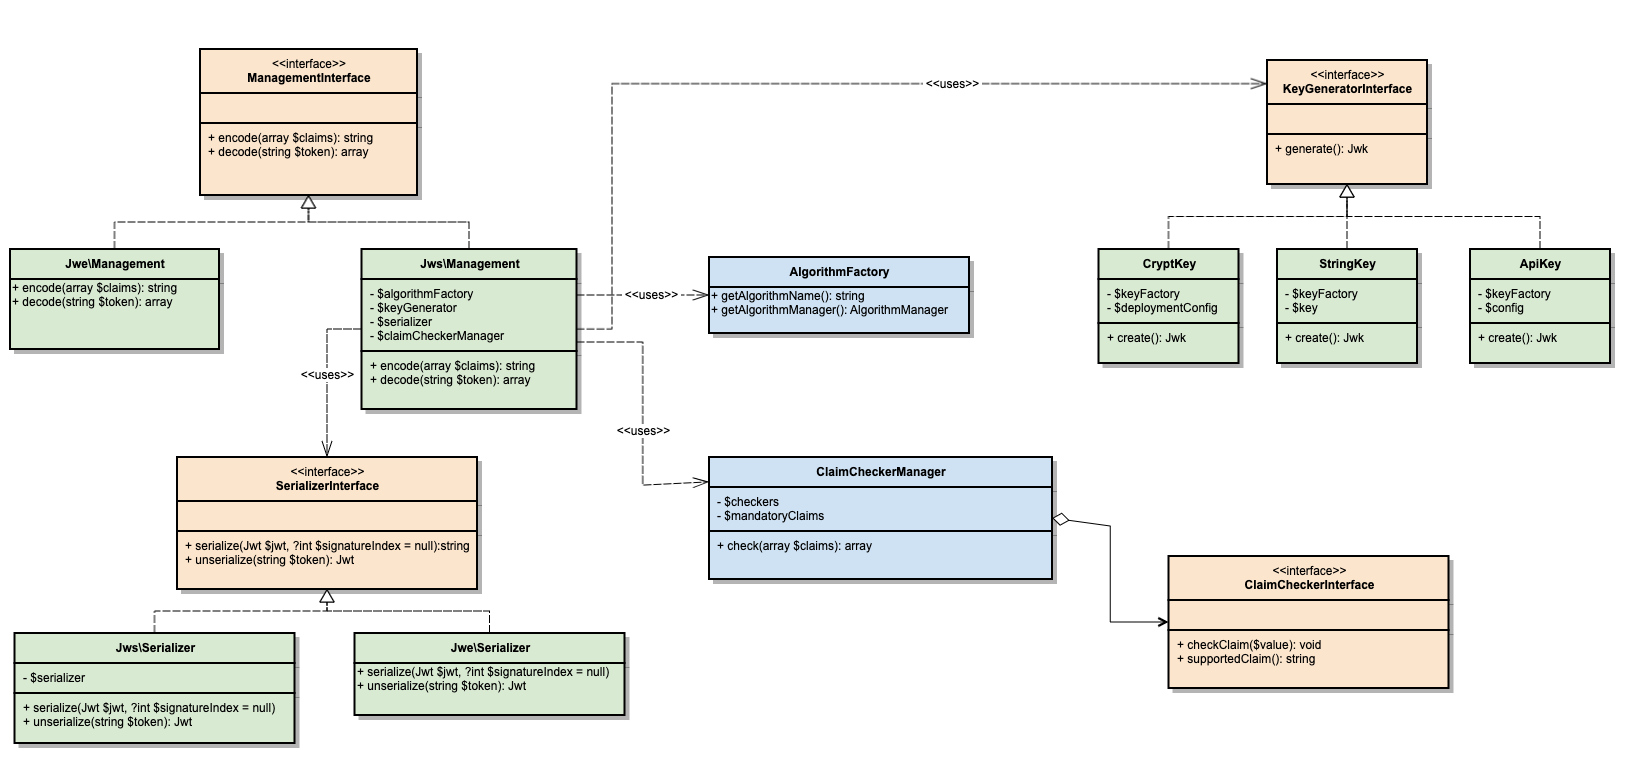 <<interface>>
ManagementInterface
+ encode(array $claims): string
+ decode(string $token): array
<<uses>>
<<interface>>
KeyGeneratorInterface
+ generate(): Jwk
Jwe\Management
+ encode(array $claims): string
+ decode(string $token): array
Jws\Management
- $algorithmFactory
- $keyGenerator
- $serializer
- $claimCheckerManager
+ encode(array $claims): string
+ decode(string $token): array
<<uses>>
AlgorithmFactory
+ getAlgorithmName(): string
+ getAlgorithmManager(): AlgorithmManager
CryptKey
- $keyFactory
- $deploymentConfig
+ create(): Jwk
StringKey
- $keyFactory
- $key
+ create(): Jwk
ApiKey
- $keyFactory
- $config
+ create(): Jwk
<<uses>>
<<uses>>
<<interface>>
SerializerInterface
+ serialize(Jwt $jwt, ?int $signatureIndex = null):string
+ unserialize(string $token): Jwt
ClaimCheckerManager
- $checkers
- $mandatoryClaims
+ check(array $claims): array
<<interface>>
ClaimCheckerInterface
+ checkClaim($value): void
+ supportedClaim(): string
Jws\Serializer
- $serializer
+ serialize(Jwt $jwt, ?int $signatureIndex = null)
+ unserialize(string $token): Jwt
Jwe\Serializer
+ serialize(Jwt $jwt, ?int $signatureIndex = null)
+ unserialize(string $token): Jwt